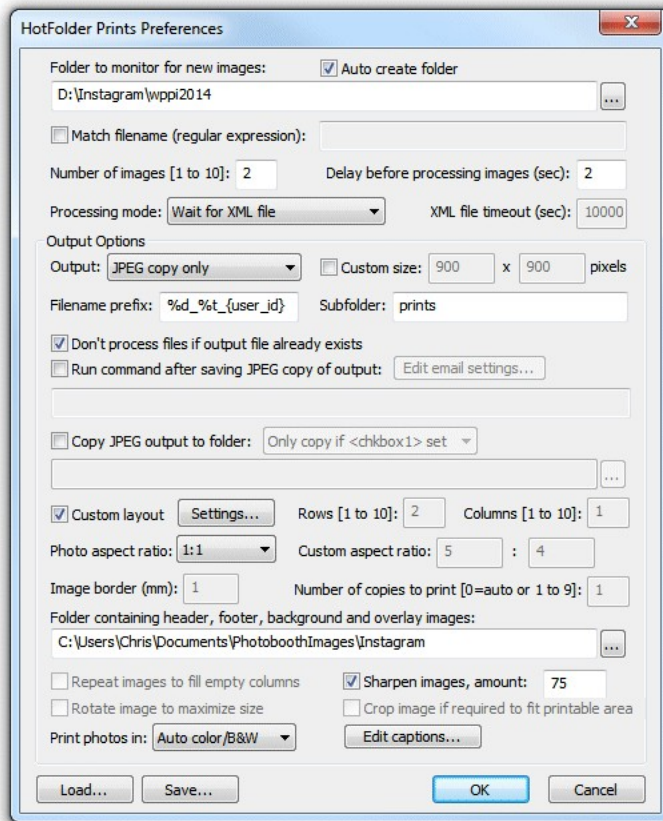 HotFolder Prints Preferences
Folder to monitor for new images: Auto create folder
D:\Instagram\wppi2014 ...
Match filename (regular expression):
Number of images [1 to 10]: 2 Delay before processing images (sec): 2
Processing mode: Wait for XML file XML file timeout (sec): 10000
Output Options
Output: JPEG copy only Custom size: 900 x 900 pixels
Filename prefix: %d_%t_{user_id} Subfolder: prints
Don't process files if output file already exists
Run command after saving JPEG copy of output: Edit email settings...
Copy JPEG output to folder: Only copy if <chkbox1> set
...
Custom layout Settings... Rows [1 to 10]: 2 Columns [1 to 10]: 1
Photo aspect ratio: 1:1 Custom aspect ratio: 5 : 4
Image border (mm): 1 Number of copies to print [0=auto or 1 to 9]: 1
Folder containing header, footer, background and overlay images:
C:\Users\Chris\Documents\PhotoboothImages\Instagram ...
Repeat images to fill empty columns Sharpen images, amount: 75
Rotate image to maximize size Crop image if required to fit printable area
Print photos in: Auto color/B&W Edit captions...
Load... Save... OK Cancel